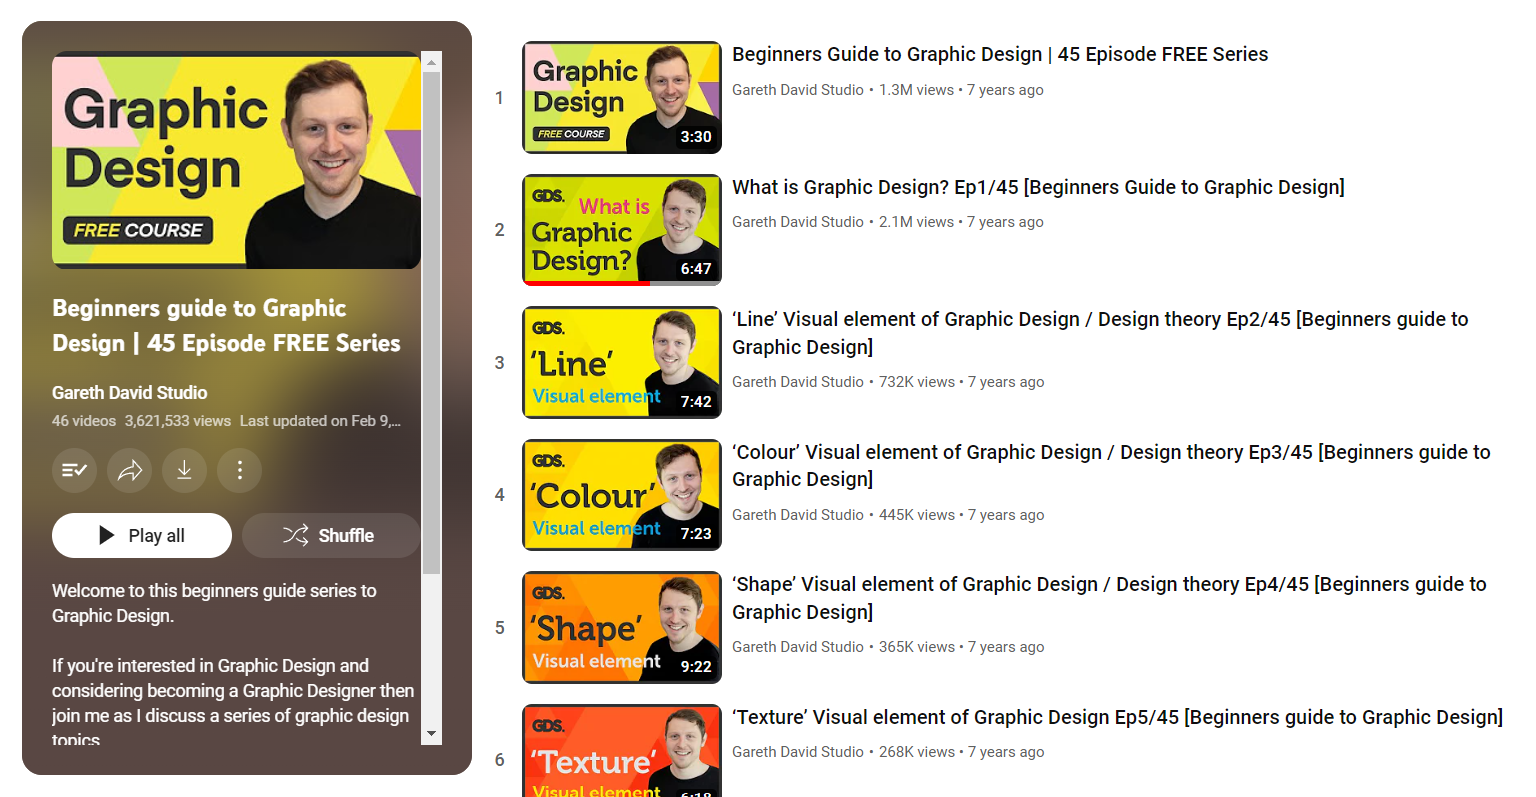 Graphic
Design
FREE COURSE
Beginners guide to Graphic
Design | 45 Episode FREE Series
Gareth David Studio
46 videos 3,621,533 views Last updated on Feb 9,...
Play all
Shuffle
Welcome to this beginners guide series to
Graphic Design.
If you're interested in Graphic Design and
considering becoming a Graphic Designer then
join me as I discuss a series of graphic design
topics
1
Graphic
Design
FREE COURSE
3:30
Beginners Guide to Graphic Design | 45 Episode FREE Series
Gareth David Studio • 1.3M views • 7 years ago
2
GDS.
What is
Graphic
Design?
6:47
What is Graphic Design? Ep1/45 [Beginners Guide to Graphic Design]
Gareth David Studio • 2.1M views • 7 years ago
3
GDS.
‘Line’
Visual element
7:42
‘Line’ Visual element of Graphic Design / Design theory Ep2/45 [Beginners guide to
Graphic Design]
Gareth David Studio • 732K views • 7 years ago
4
GDS.
‘Colour’
Visual element
7:23
‘Colour’ Visual element of Graphic Design / Design theory Ep3/45 [Beginners guide to
Graphic Design]
Gareth David Studio • 445K views • 7 years ago
5
GDS.
‘Shape’
Visual element
9:22
‘Shape’ Visual element of Graphic Design / Design theory Ep4/45 [Beginners guide to
Graphic Design]
Gareth David Studio • 365K views • 7 years ago
6
GDS.
‘Texture’
Visual element
6:18
‘Texture’ Visual element of Graphic Design Ep5/45 [Beginners guide to Graphic Design]
Gareth David Studio • 268K views • 7 years ago